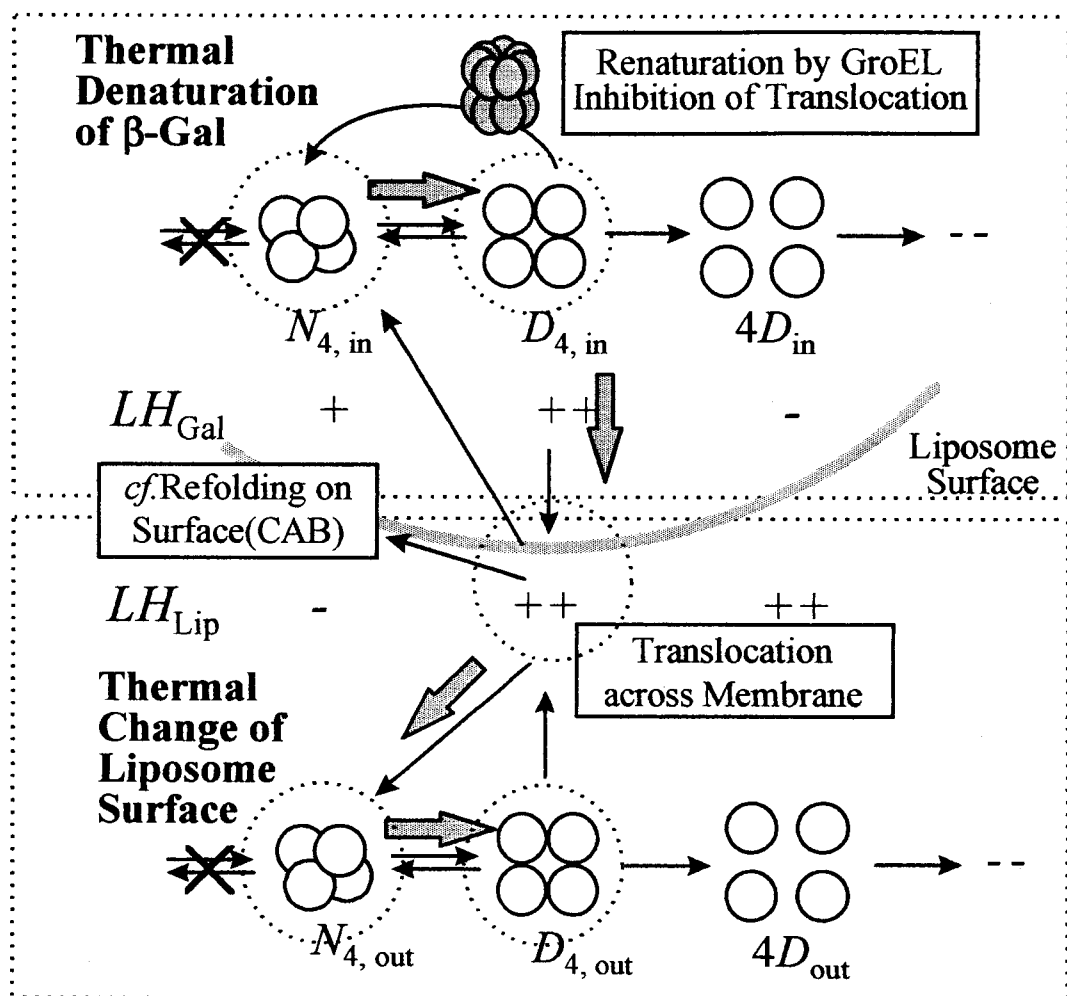 Thermal
Denaturation
of β-Gal
Renaturation by GroEL
Inhibition of Translocation
N4, in
D4, in
4Din
--
LHGal
+
++
-
Liposome
Surface
cf.Refolding on
Surface(CAB)
LHLip
-
++
++
Translocation
across Membrane
Thermal
Change of
Liposome
Surface
N4, out
D4, out
4Dout
--